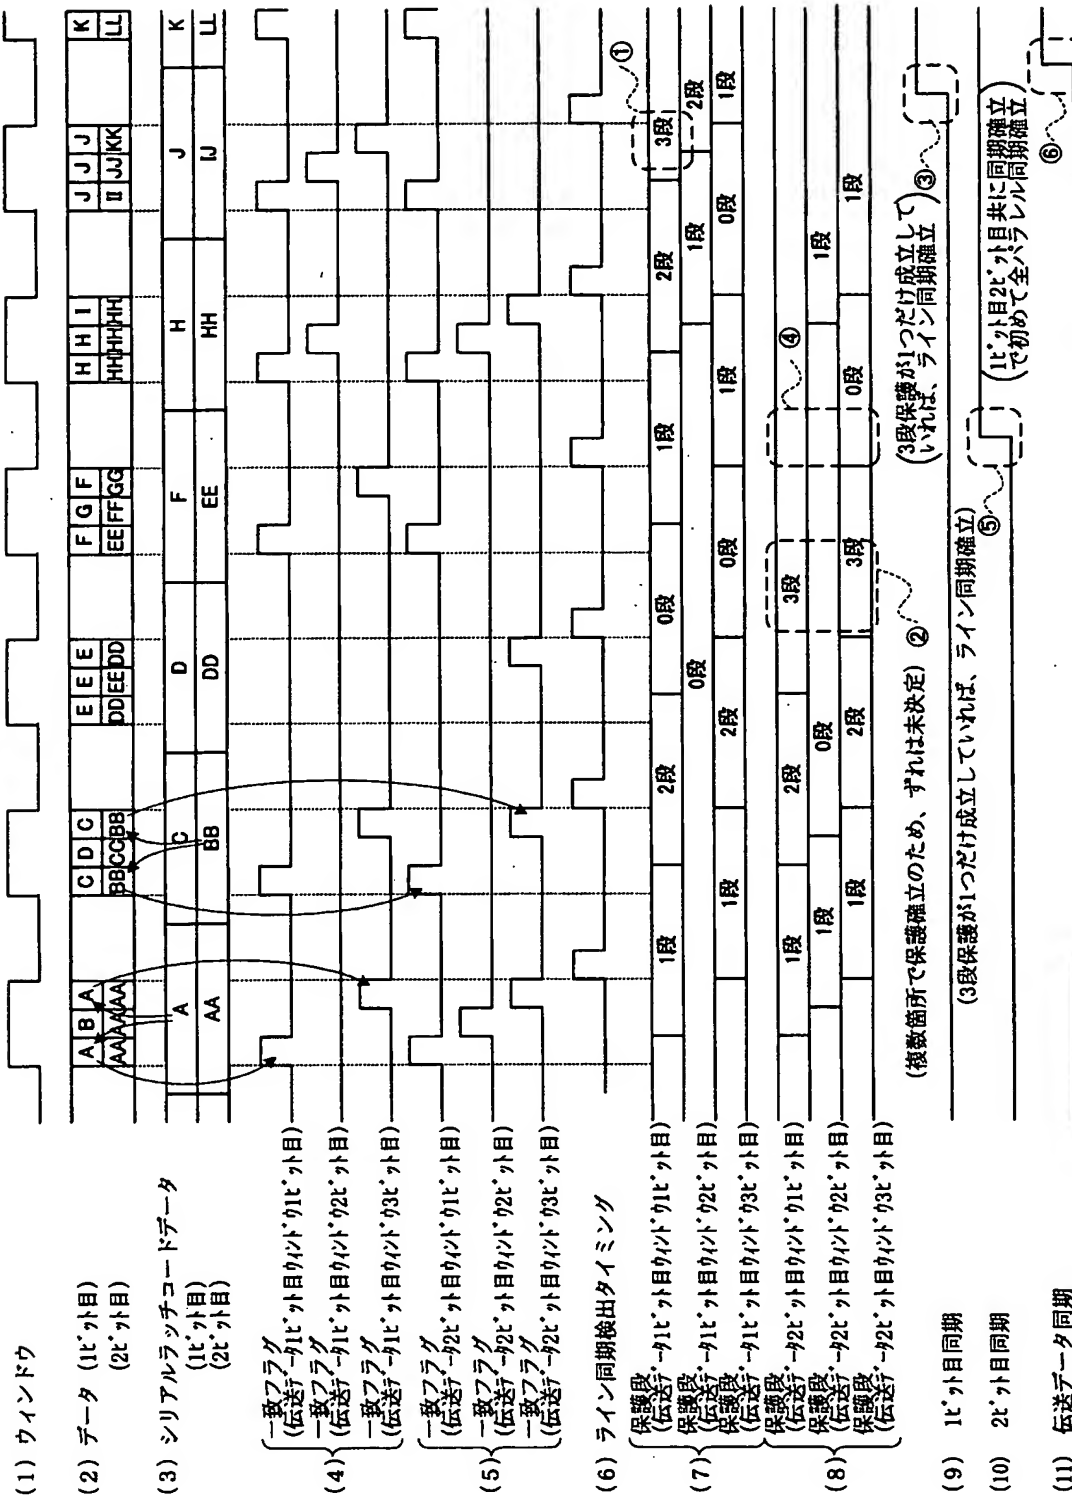 (1) ウィンドウ
(2) データ (1ビット目)
(2ビット目)
A B A C D C E E E F G F H H I J J J K
AA AA AA BB CC BB DD EE DD EE FF GG HH HH HH II JJ KK LL
(3) シリアルラッチコードデータ
(1ビット目)
(2ビット目)
A C D F H J K
AA BB DD EE HH IJ LL
(4)
一致フラグ
(伝送データ1ビット目ウィンドウ1ビット目)
一致フラグ
(伝送データ1ビット目ウィンドウ2ビット目)
一致フラグ
(伝送データ1ビット目ウィンドウ3ビット目)
(5)
一致フラグ
(伝送データ2ビット目ウィンドウ1ビット目)
一致フラグ
(伝送データ2ビット目ウィンドウ2ビット目)
一致フラグ
(伝送データ2ビット目ウィンドウ3ビット目)
(6) ライン同期検出タイミング
①
(7)
保護段
(伝送データ1ビット目ウィンドウ1ビット目)
1段 2段 0段 1段 2段 3段
保護段
(伝送データ1ビット目ウィンドウ2ビット目)
0段 1段 2段
保護段
(伝送データ1ビット目ウィンドウ3ビット目)
1段 2段 0段 1段 0段 1段
(8)
保護段
(伝送データ2ビット目ウィンドウ1ビット目)
1段 2段 3段
④
保護段
(伝送データ2ビット目ウィンドウ2ビット目)
1段 0段 1段
保護段
(伝送データ2ビット目ウィンドウ3ビット目)
1段 2段 3段 0段 1段
(複数箇所で保護確立のため、ずれは未決定) ②
(3段保護が1つだけ成立して
いれば、ライン同期確立) ③
(9) 1ビット目同期
(3段保護が1つだけ成立していれば、ライン同期確立)
⑤
(10) 2ビット目同期
(1ビット目2ビット目共に同期確立
で初めて全パラレル同期確立)
⑥
(11) 伝送データ同期